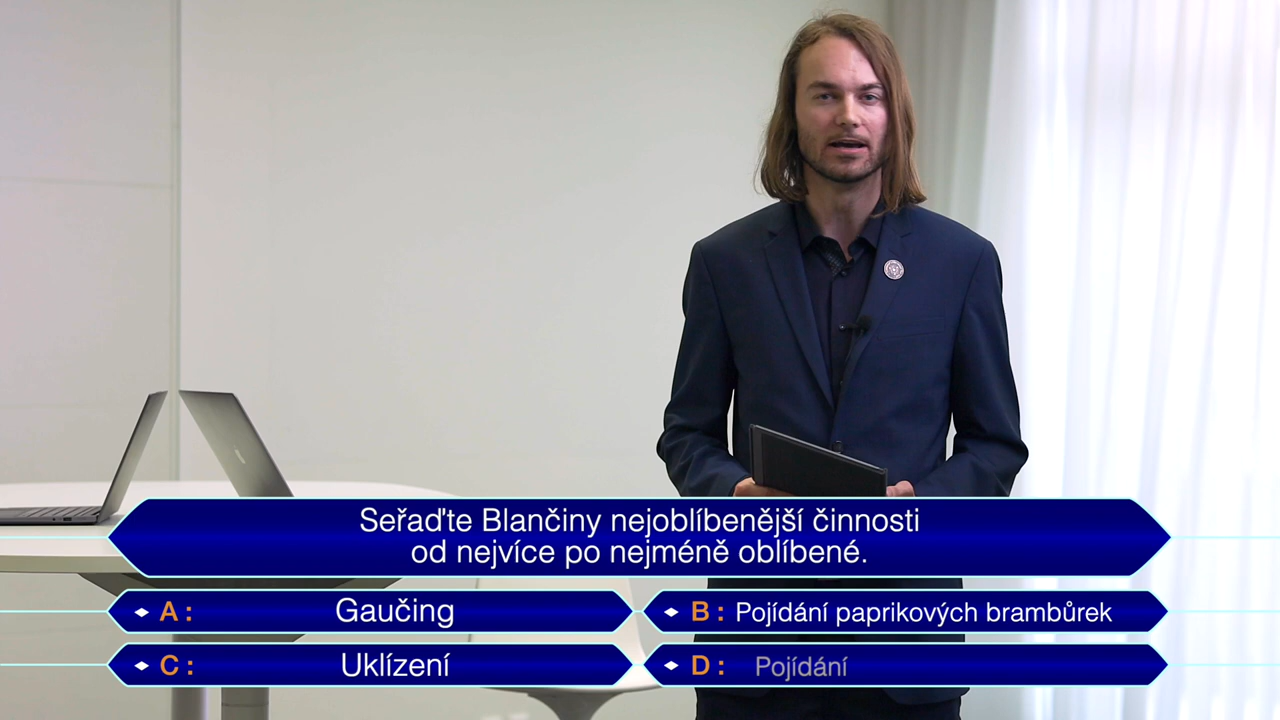 Seřaďte Blančiny nejoblíbenější činnosti
od nejvíce po nejméně oblíbené.
A: Gaučing
B: Pojídání paprikových brambůrek
C: Uklízení
D: Pojídání